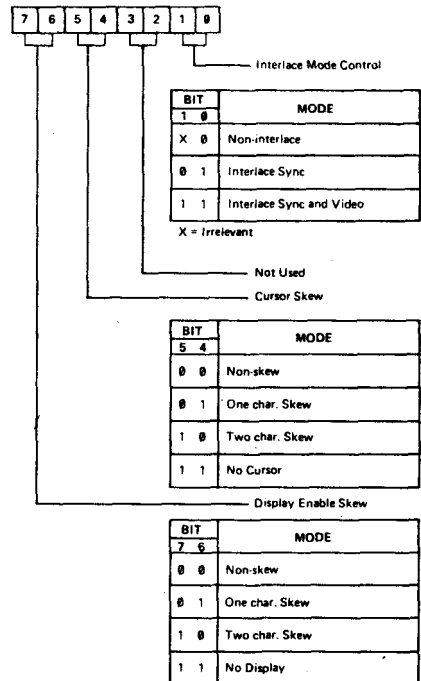 7 6 5 4 3 2 1 0
Interlace Mode Control
BIT MODE
1 0
X 0 Non-interlace
0 1 Interlace Sync
1 1 Interlace Sync and Video
X = Irrelevant
Not Used
Cursor Skew
BIT MODE
5 4
0 0 Non-skew
0 1 One char. Skew
1 0 Two char. Skew
1 1 No Cursor
Display Enable Skew
BIT MODE
7 6
0 0 Non-skew
0 1 One char. Skew
1 0 Two char. Skew
1 1 No Display